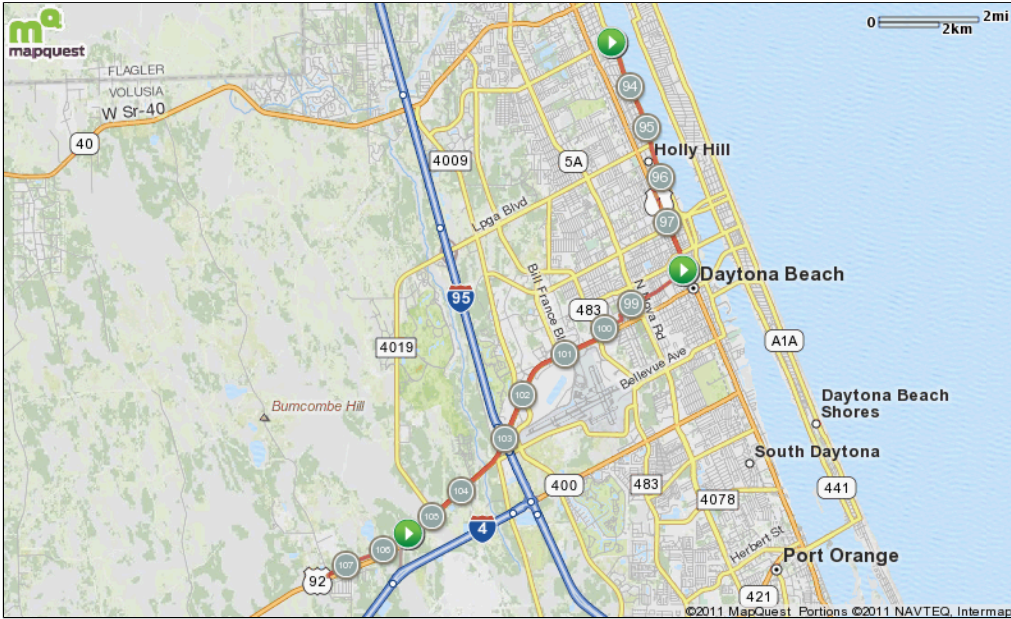 mapquest
0
2mi
2km
FLAGLER
VOLUSIA
W Sr-40
40
94
95
Holly Hill
96
97
4009
5A
Lpga Blvd
Daytona Beach
95
Bill France Bl
483
99
N Nova Rd
100
101
4019
Bellevue Ave
A1A
102
Buncombe Hill
Daytona Beach
Shores
103
South Daytona
104
400
483
4078
441
105
4
106
107
92
Herbert St
Port Orange
421
©2011 MapQuest Portions ©2011 NAVTEQ, Intermap